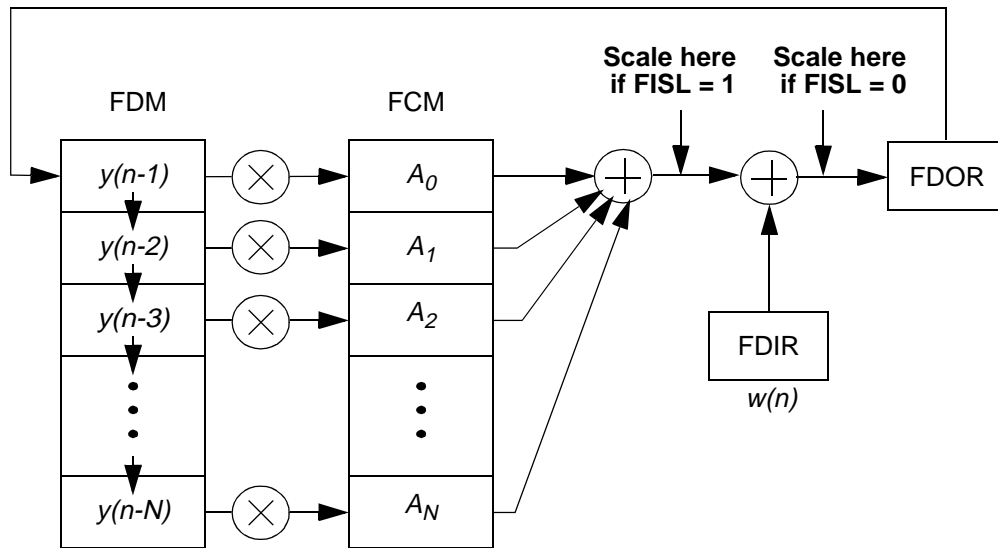 Scale here
if FISL = 1
Scale here
if FISL = 0
FDM
FCM
y(n-1)
A0
FDOR
y(n-2)
A1
y(n-3)
A2
FDIR
w(n)
y(n-N)
AN